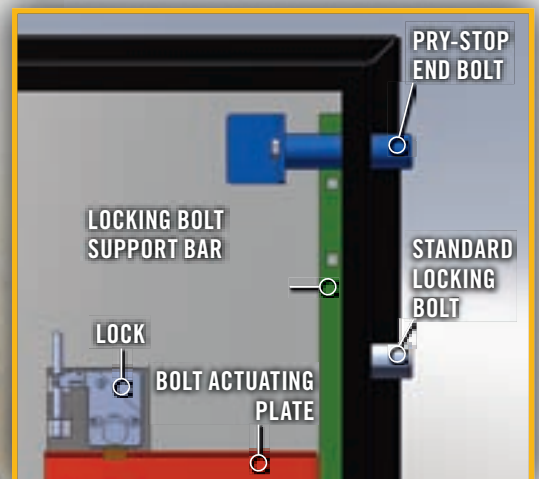 PRY-STOP
END BOLT
LOCKING BOLT
SUPPORT BAR
STANDARD
LOCKING
BOLT
LOCK
BOLT ACTUATING
PLATE